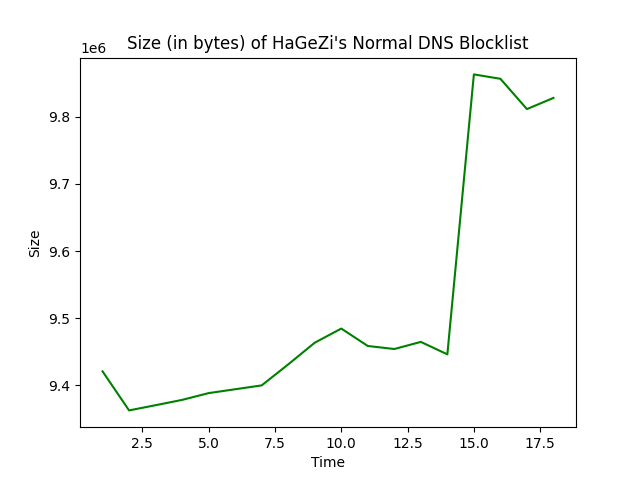 Size (in bytes) of HaGeZi's Normal DNS Blocklist
1e6
9.8
9.7
9.6
9.5
9.4
Size
2.5 5.0 7.5 10.0 12.5 15.0 17.5
Time